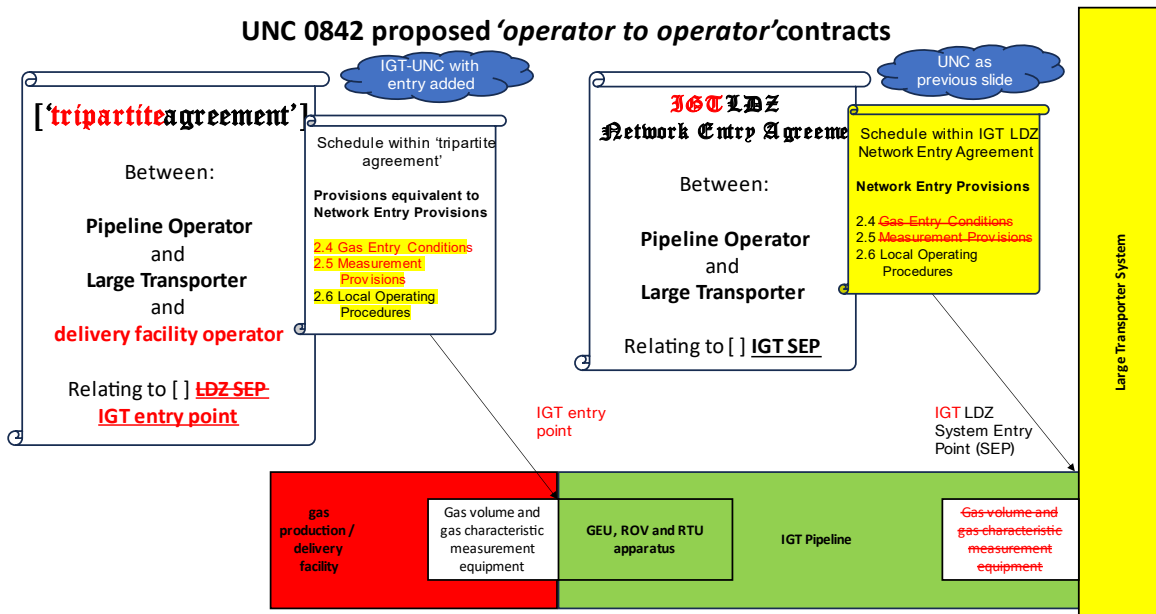 UNC 0842 proposed ‘operator to operator’ contracts
IGT-UNC with
entry added
UNC as
previous slide
[‘tripartite agreement’]
Between:
Pipeline Operator
and
Large Transporter
and
delivery facility operator
Relating to [ ] LDZ SEP
IGT entry point
Schedule within ‘tripartite
agreement’
Provisions equivalent to
Network Entry Provisions
2.4 Gas Entry Conditions
2.5 Measurement
Provisions
2.6 Local Operating
Procedures
IGT LDZ
Network Entry Agreeme
Between:
Pipeline Operator
and
Large Transporter
Relating to [ ] IGT SEP
Schedule within IGT LDZ
Network Entry Agreement
Network Entry Provisions
2.4 Gas Entry Conditions
2.5 Measurement Provisions
2.6 Local Operating
Procedures
Large Transporter System
IGT entry
point
IGT LDZ
System Entry
Point (SEP)
gas
production /
delivery
facility
Gas volume and
gas characteristic
measurement
equipment
GEU, ROV and RTU
apparatus
IGT Pipeline
Gas volume and
gas characteristic
measurement
equipment